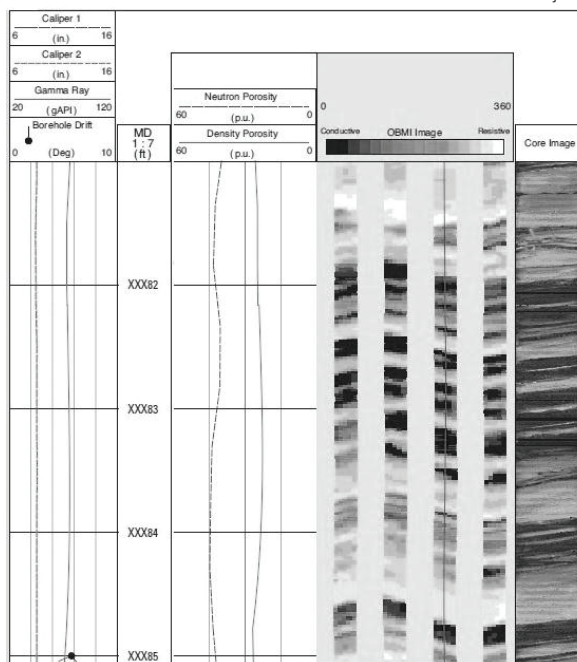 Caliper 1
6 (in.) 16
Caliper 2
6 (in.) 16
Gamma Ray
20 (gAPI) 120
Borehole Drift
0 (Deg) 10
MD
1 : 7
(ft)
Neutron Porosity
60 (p.u.) 0
Density Porosity
60 (p.u.) 0
0 360
Conductive OBMI Image Resistive
Core Image
XXX82
XXX83
XXX84
XXX85